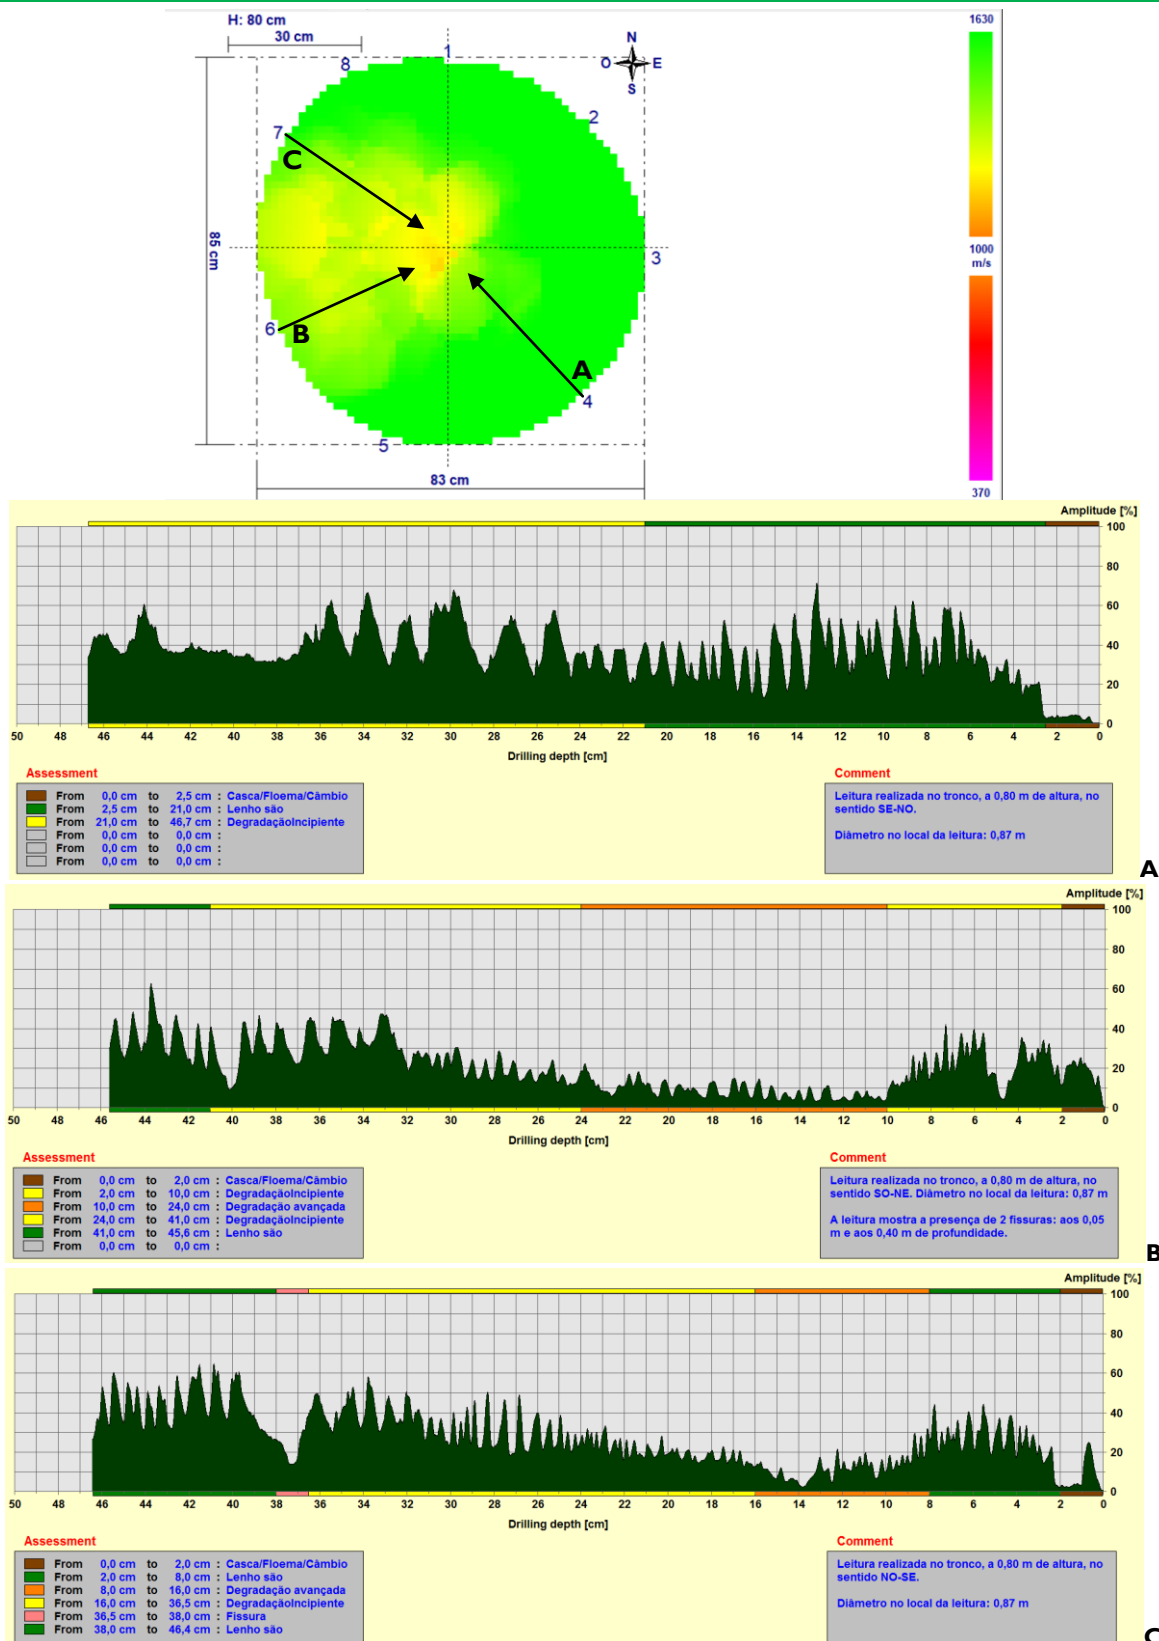 H: 80 cm
30 cm
1630
N
O E
S
1
8
2
7
C
85 cm
3
1000
m/s
6
B
A
4
5
83 cm
370
Amplitude [%]
100
80
60
40
20
0
50 48 46 44 42 40 38 36 34 32 30 28 26 24 22 20 18 16 14 12 10 8 6 4 2 0
Drilling depth [cm]
Assessment
From 0,0 cm to 2,5 cm : Casca/Floema/Câmbio
From 2,5 cm to 21,0 cm : Lenho são
From 21,0 cm to 46,7 cm : DegradaçãoIncipiente
From 0,0 cm to 0,0 cm :
From 0,0 cm to 0,0 cm :
From 0,0 cm to 0,0 cm :
Comment
Leitura realizada no tronco, a 0,80 m de altura, no
sentido SE-NO.
Diâmetro no local da leitura: 0,87 m
A
Amplitude [%]
100
80
60
40
20
0
50 48 46 44 42 40 38 36 34 32 30 28 26 24 22 20 18 16 14 12 10 8 6 4 2 0
Drilling depth [cm]
Assessment
From 0,0 cm to 2,0 cm : Casca/Floema/Câmbio
From 2,0 cm to 10,0 cm : DegradaçãoIncipiente
From 10,0 cm to 24,0 cm : Degradação avançada
From 24,0 cm to 41,0 cm : DegradaçãoIncipiente
From 41,0 cm to 45,6 cm : Lenho são
From 0,0 cm to 0,0 cm :
Comment
Leitura realizada no tronco, a 0,80 m de altura, no
sentido SO-NE. Diâmetro no local da leitura: 0,87 m
A leitura mostra a presença de 2 fissuras: aos 0,05
m e aos 0,40 m de profundidade.
B
Amplitude [%]
100
80
60
40
20
0
50 48 46 44 42 40 38 36 34 32 30 28 26 24 22 20 18 16 14 12 10 8 6 4 2 0
Drilling depth [cm]
Assessment
From 0,0 cm to 2,0 cm : Casca/Floema/Câmbio
From 2,0 cm to 8,0 cm : Lenho são
From 8,0 cm to 16,0 cm : Degradação avançada
From 16,0 cm to 36,5 cm : DegradaçãoIncipiente
From 36,5 cm to 38,0 cm : Fissura
From 38,0 cm to 46,4 cm : Lenho são
Comment
Leitura realizada no tronco, a 0,80 m de altura, no
sentido NO-SE.
Diâmetro no local da leitura: 0,87 m
C